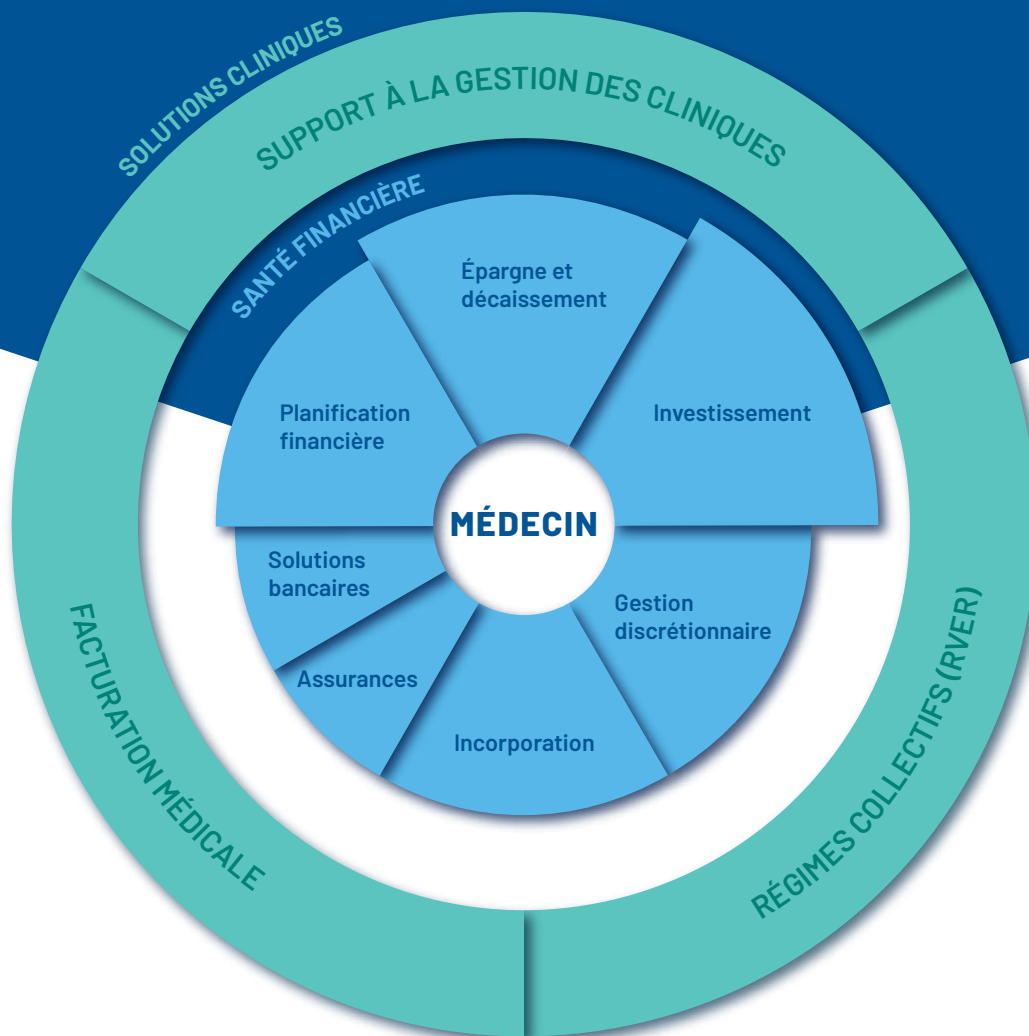 SOLUTIONS CLINIQUES
SUPPORT À LA GESTION DES CLINIQUES
SANTÉ FINANCIÈRE
Épargne et
décaissement
Planification
financière
Investissement
MÉDECIN
Solutions
bancaires
Gestion
discrétionnaire
Assurances
Incorporation
FACTURATION MÉDICALE
RÉGIMES COLLECTIFS (RVER)